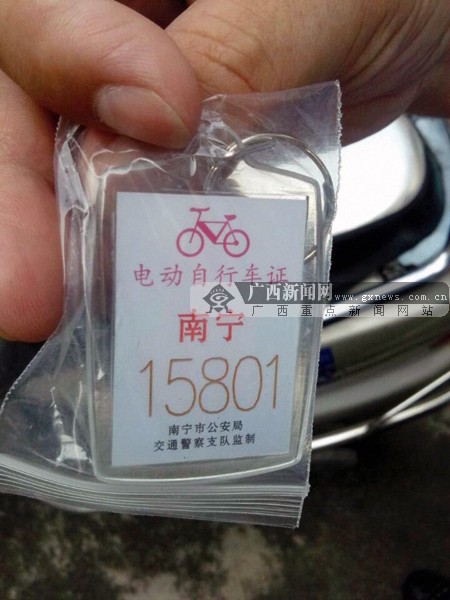 电动自行车证
广西新闻网 www.gxnews.com.cn
广西重点新闻网站
南宁
15801
南宁市公安局
交通警察支队监制